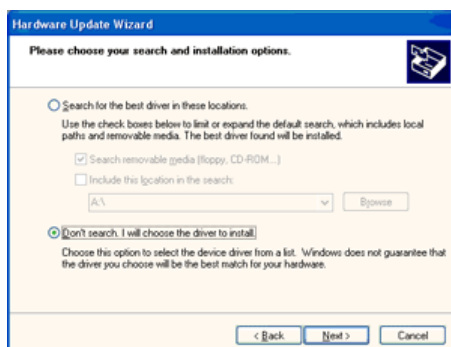 Hardware Update Wizard
Please choose your search and installation options.
Search for the best driver in these locations.
Use the check boxes below to limit or expand the default search, which includes local
paths and removable media. The best driver found will be installed.
Search removable media (floppy, CD-ROM...)
Include this location in the search:
A:\
Browse
Don't search. I will choose the driver to install.
Choose this option to select the device driver from a list. Windows does not guarantee that
the driver you choose will be the best match for your hardware.
< Back
Next >
Cancel